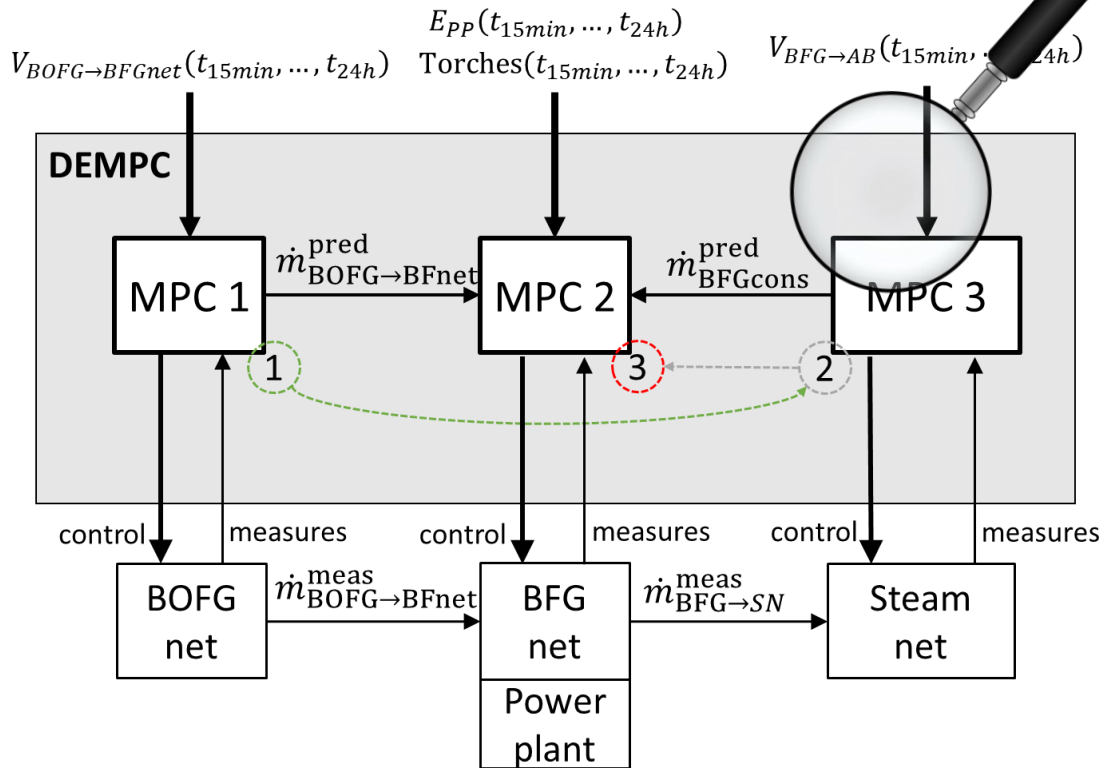 E_PP(t_15min, …, t_24h)
V_BOFG→BFGnet(t_15min, …, t_24h)
Torches(t_15min, …, t_24h)
V_BFG→AB(t_15min, … t_24h)
DEMPC
MPC 1
ṁ^pred_BOFG→BFnet
MPC 2
ṁ^pred_BFGcons
MPC 3
1
3
2
control
measures
control
measures
control
measures
BOFG
net
ṁ^meas_BOFG→BFnet
BFG
net
ṁ^meas_BFG→SN
Steam
net
Power
plant